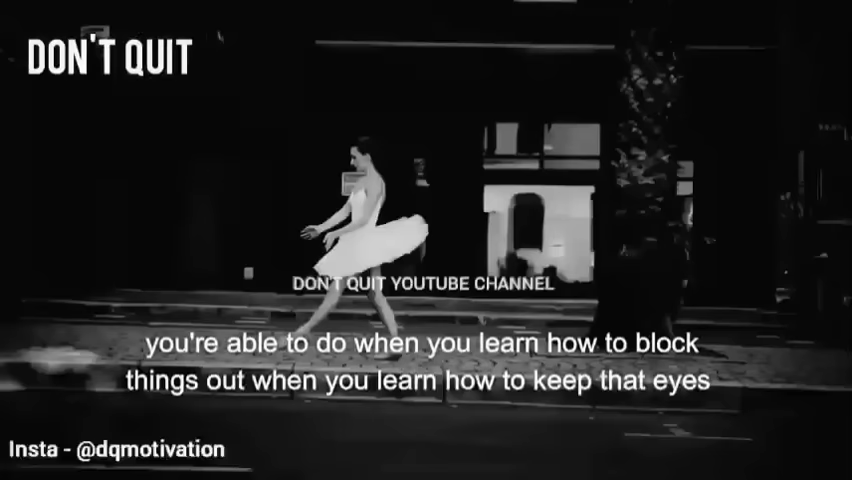 DON'T QUIT
DON'T QUIT YOUTUBE CHANNEL
you're able to do when you learn how to block
things out when you learn how to keep that eyes
Insta - @dqmotivation